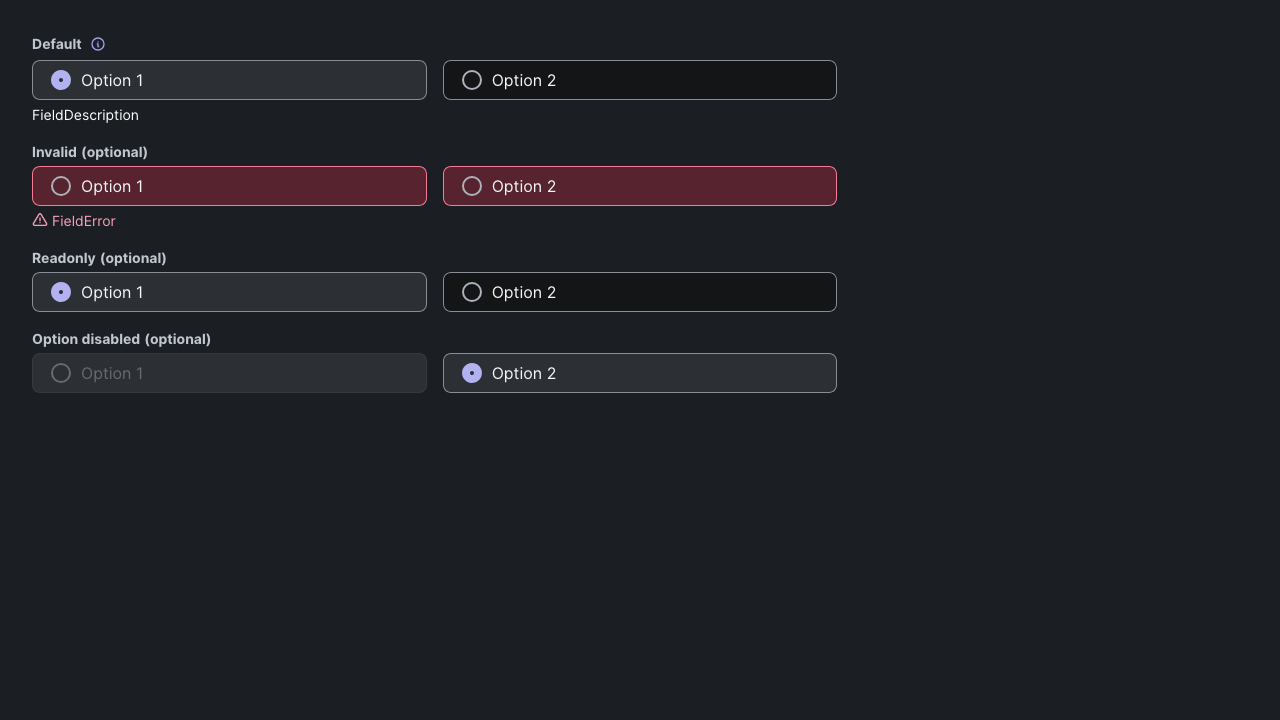 Default
Option 1 Option 2
FieldDescription
Invalid (optional)
Option 1 Option 2
FieldError
Readonly (optional)
Option 1 Option 2
Option disabled (optional)
Option 1 Option 2